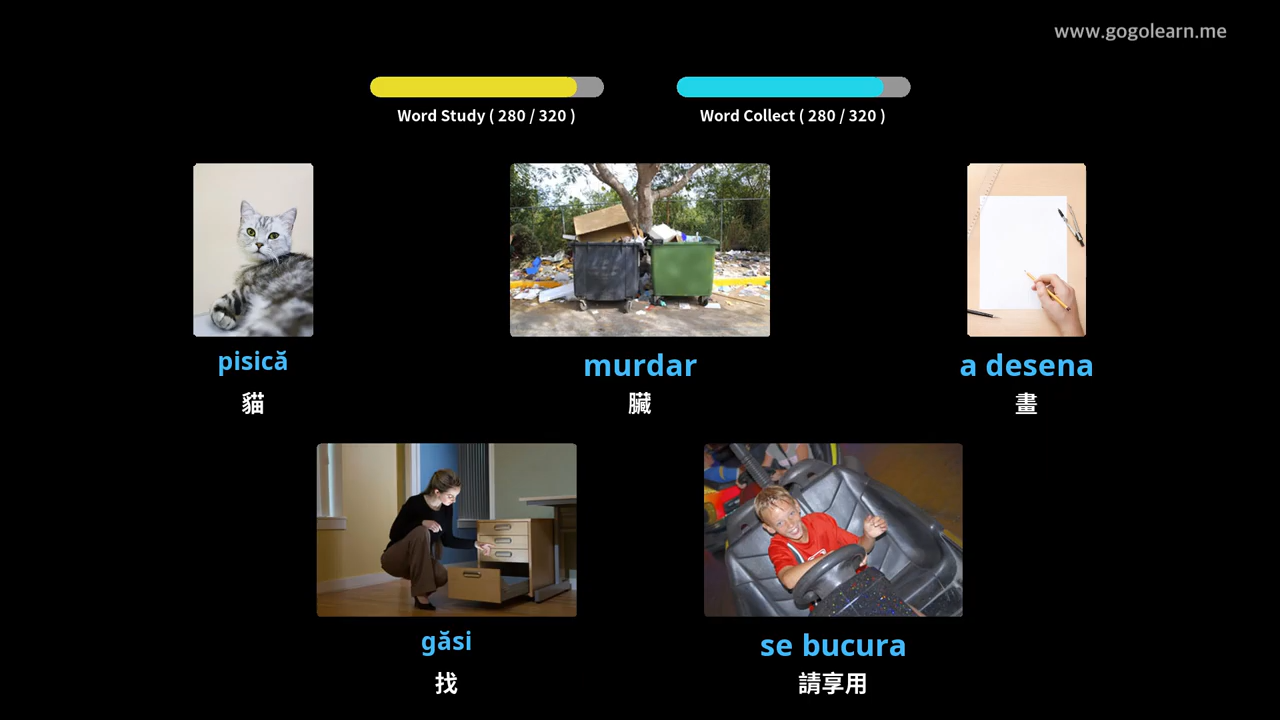 www.gogolearn.me
Word Study ( 280 / 320 )
Word Collect ( 280 / 320 )
pisică
貓
murdar
臟
a desena
畫
găsi
找
se bucura
請享用